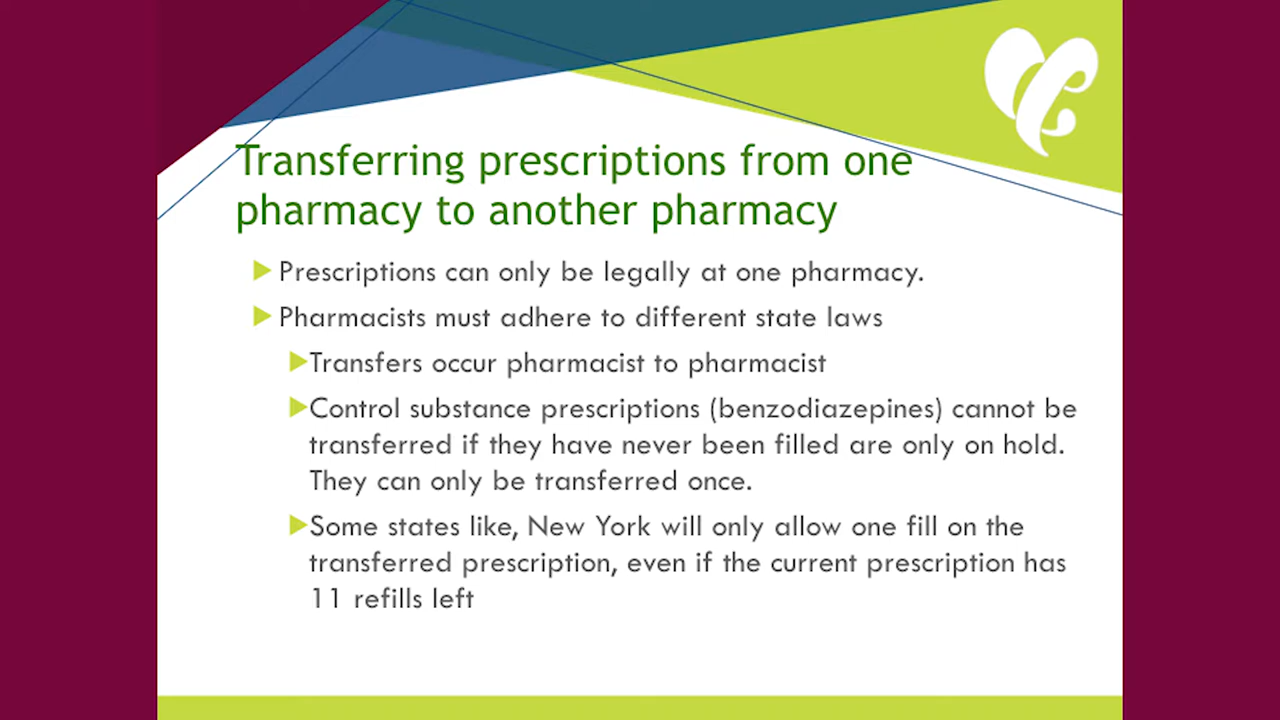 Transferring prescriptions from one
pharmacy to another pharmacy
Prescriptions can only be legally at one pharmacy.
Pharmacists must adhere to different state laws
Transfers occur pharmacist to pharmacist
Control substance prescriptions (benzodiazepines) cannot be
transferred if they have never been filled are only on hold.
They can only be transferred once.
Some states like, New York will only allow one fill on the
transferred prescription, even if the current prescription has
11 refills left